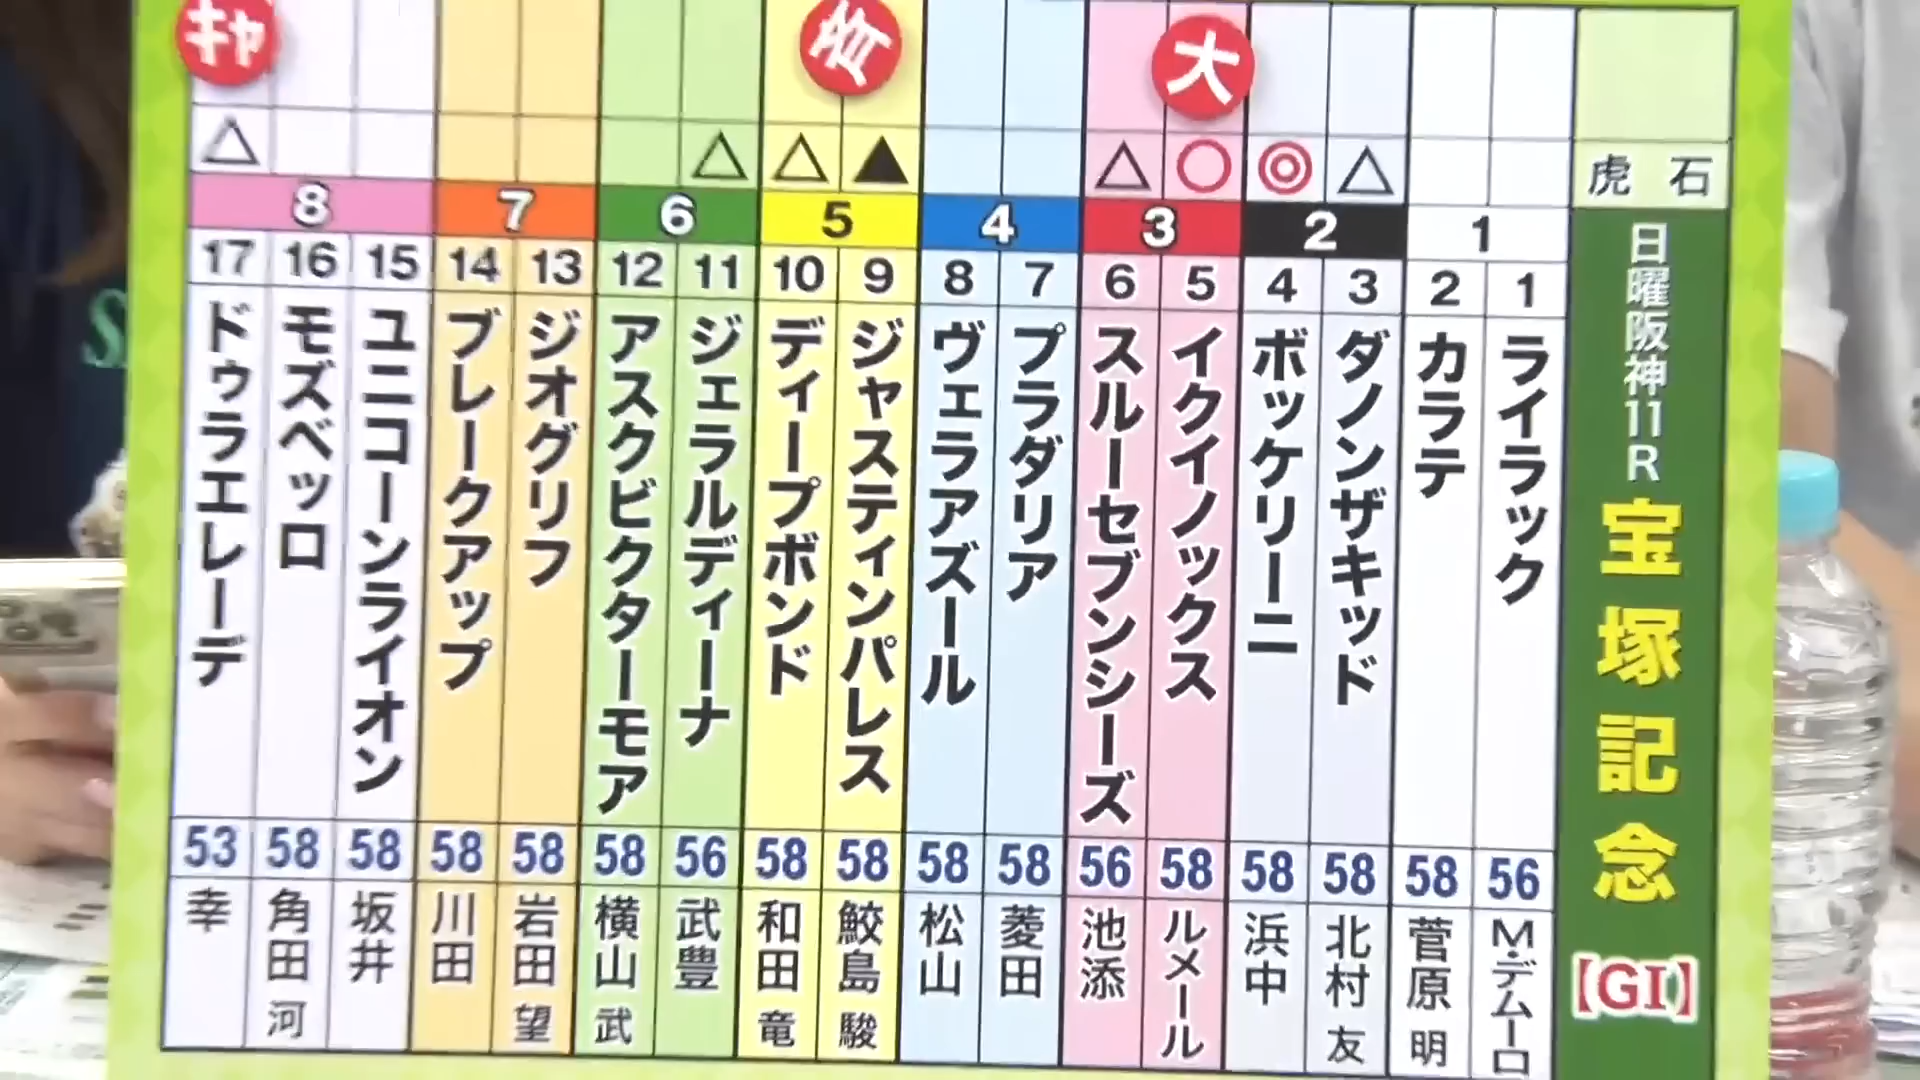 日曜阪神11R 宝塚記念【GI】
虎石
1
1 ライラック 56 M・デムーロ
2 カラテ 58 菅原明
2
△ 3 ダノンザキッド 58 北村友
◎ 4 ボッケリーニ 58 浜中
3
大
○ 5 イクイノックス 58 ルメール
△ 6 スルーセブンシーズ 56 池添
4
7 プラダリア 58 菱田
8 ヴェラアズール 58 松山
5
▲ 9 ジャスティンパレス 58 鮫島駿
△ 10 ディープボンド 58 和田竜
6
△ 11 ジェラルディーナ 56 武豊
12 アスクビクターモア 58 横山武
7
13 ジオグリフ 58 岩田望
14 ブレークアップ 58 川田
8
15 ユニコーンライオン 58 坂井
16 モズベッロ 58 角田河
キャ
△ 17 ドゥラエレーデ 53 幸